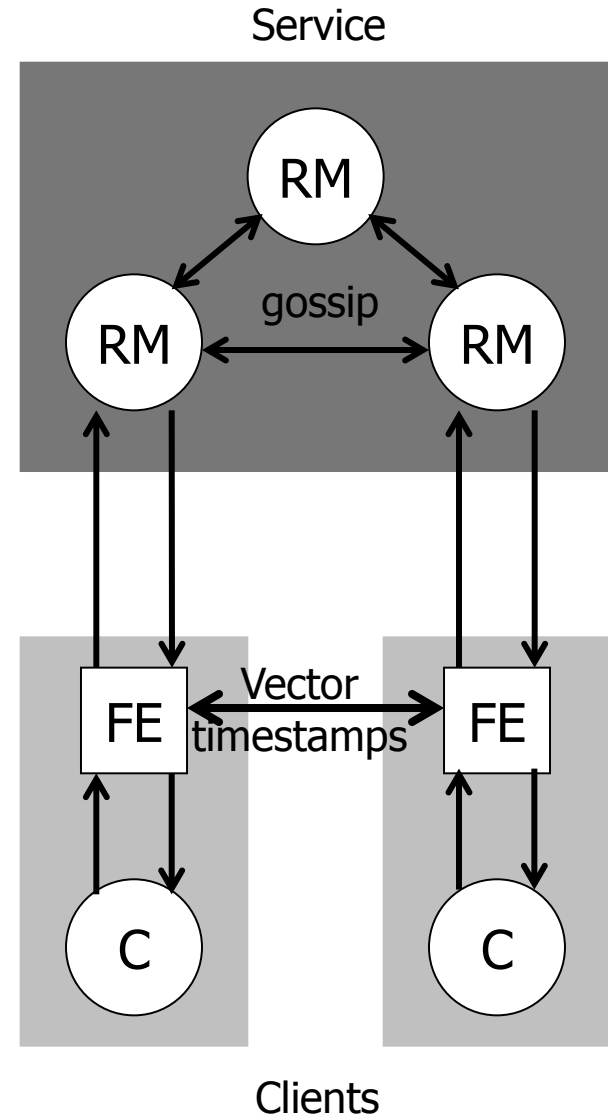 Service
RM
gossip
RM
RM
Vector
timestamps
FE
FE
C
C
Clients